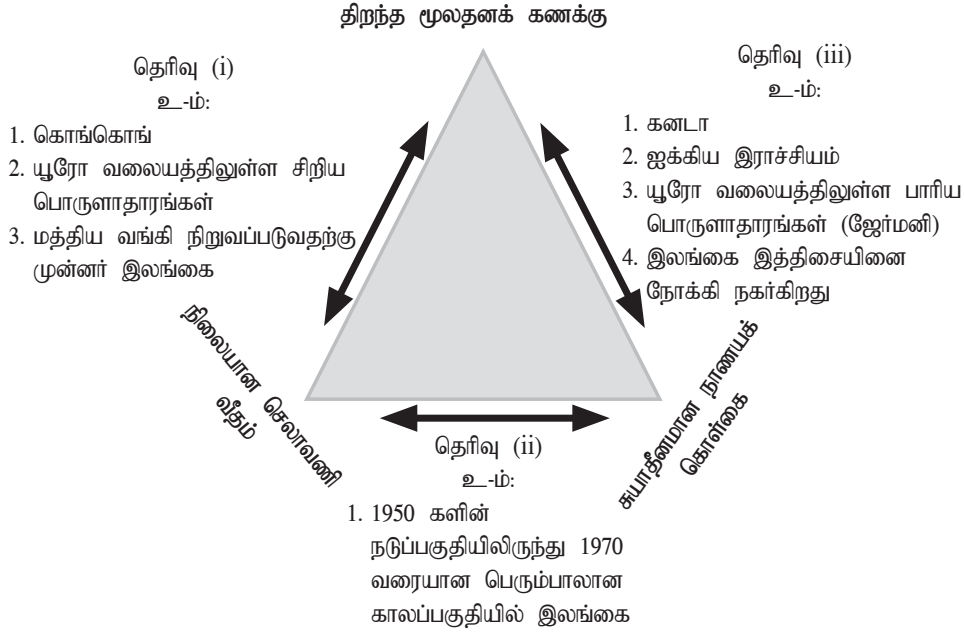 திறந்த மூலதனக் கணக்கு
தெரிவு (i)
உ-ம்:
1. கொங்கொங்
2. யூரோ வலையத்திலுள்ள சிறிய
பொருளாதாரங்கள்
3. மத்திய வங்கி நிறுவப்படுவதற்கு
முன்னர் இலங்கை
தெரிவு (iii)
உ-ம்:
1. கனடா
2. ஐக்கிய இராச்சியம்
3. யூரோ வலையத்திலுள்ள பாரிய
பொருளாதாரங்கள் (ஜேர்மனி)
4. இலங்கை இத்திசையினை
நோக்கி நகர்கிறது
நிலையான செலாவணி
வீதம்
சுயாதீனமான நாணயக்
கொள்கை
தெரிவு (ii)
உ-ம்:
1. 1950 களின்
நடுப்பகுதியிலிருந்து 1970
வரையான பெரும்பாலான
காலப்பகுதியில் இலங்கை